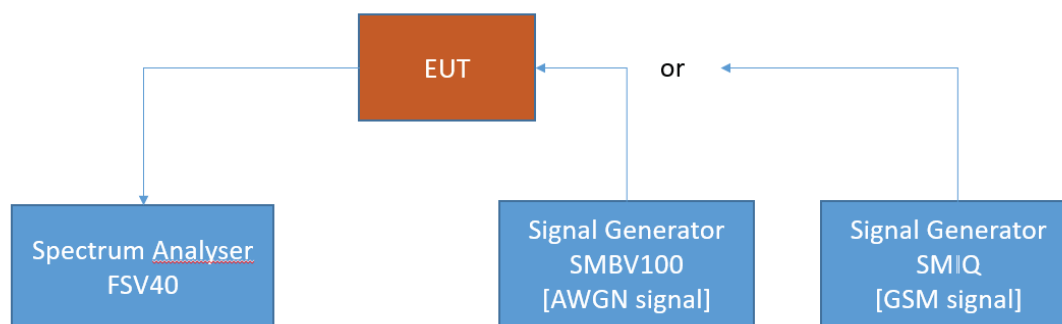 EUT
or
Spectrum Analyser
FSV40
Signal Generator
SMBV100
[AWGN signal]
Signal Generator
SMIQ
[GSM signal]